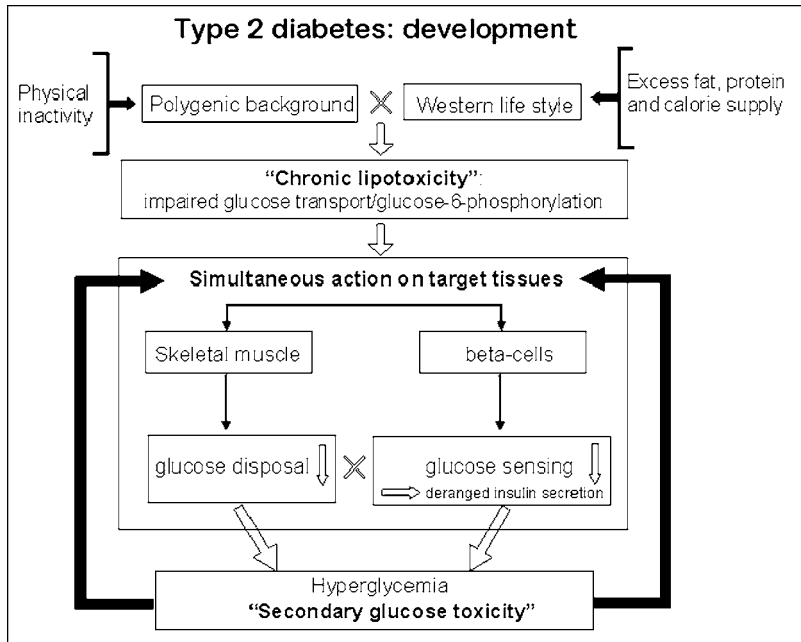 Type 2 diabetes: development
Physical
inactivity
Polygenic background
Western life style
Excess fat, protein
and calorie supply
“Chronic lipotoxicity”:
impaired glucose transport/glucose-6-phosphorylation
Simultaneous action on target tissues
Skeletal muscle
beta-cells
glucose disposal
glucose sensing
deranged insulin secretion
Hyperglycemia
“Secondary glucose toxicity”